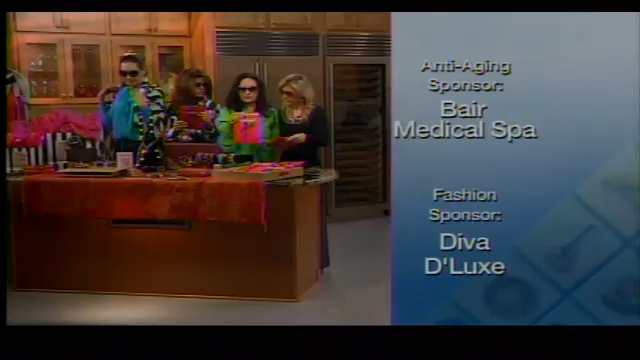 Anti-Aging
Sponsor:
Bair
Medical Spa
Fashion
Sponsor:
Diva
D'Luxe